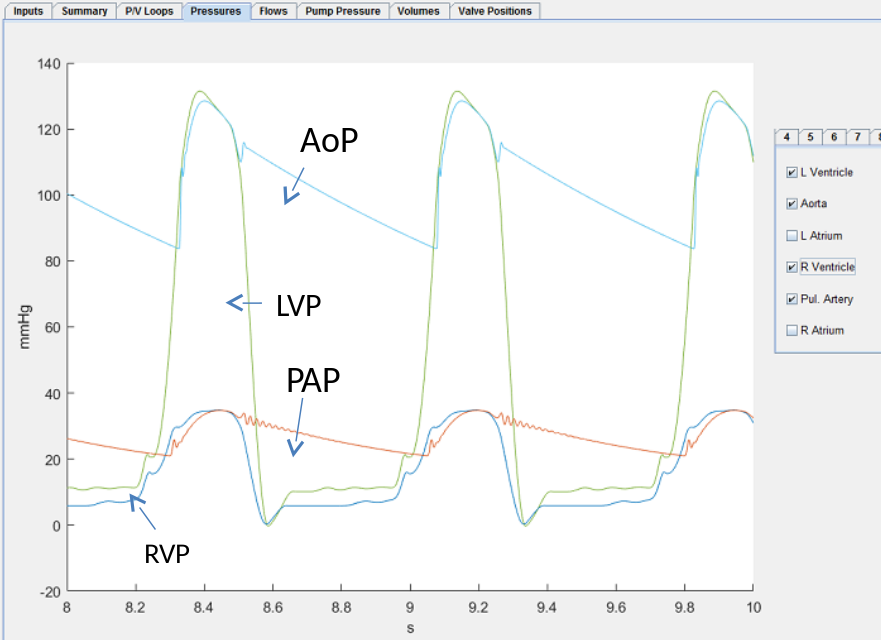 Inputs Summary P/V Loops Pressures Flows Pump Pressure Volumes Valve Positions
140
120
100
80
60
40
20
0
-20
mmHg
8 8.2 8.4 8.6 8.8 9 9.2 9.4 9.6 9.8 10
s
AoP
LVP
PAP
RVP
4 5 6 7 8
L Ventricle
Aorta
L Atrium
R Ventricle
Pul. Artery
R Atrium